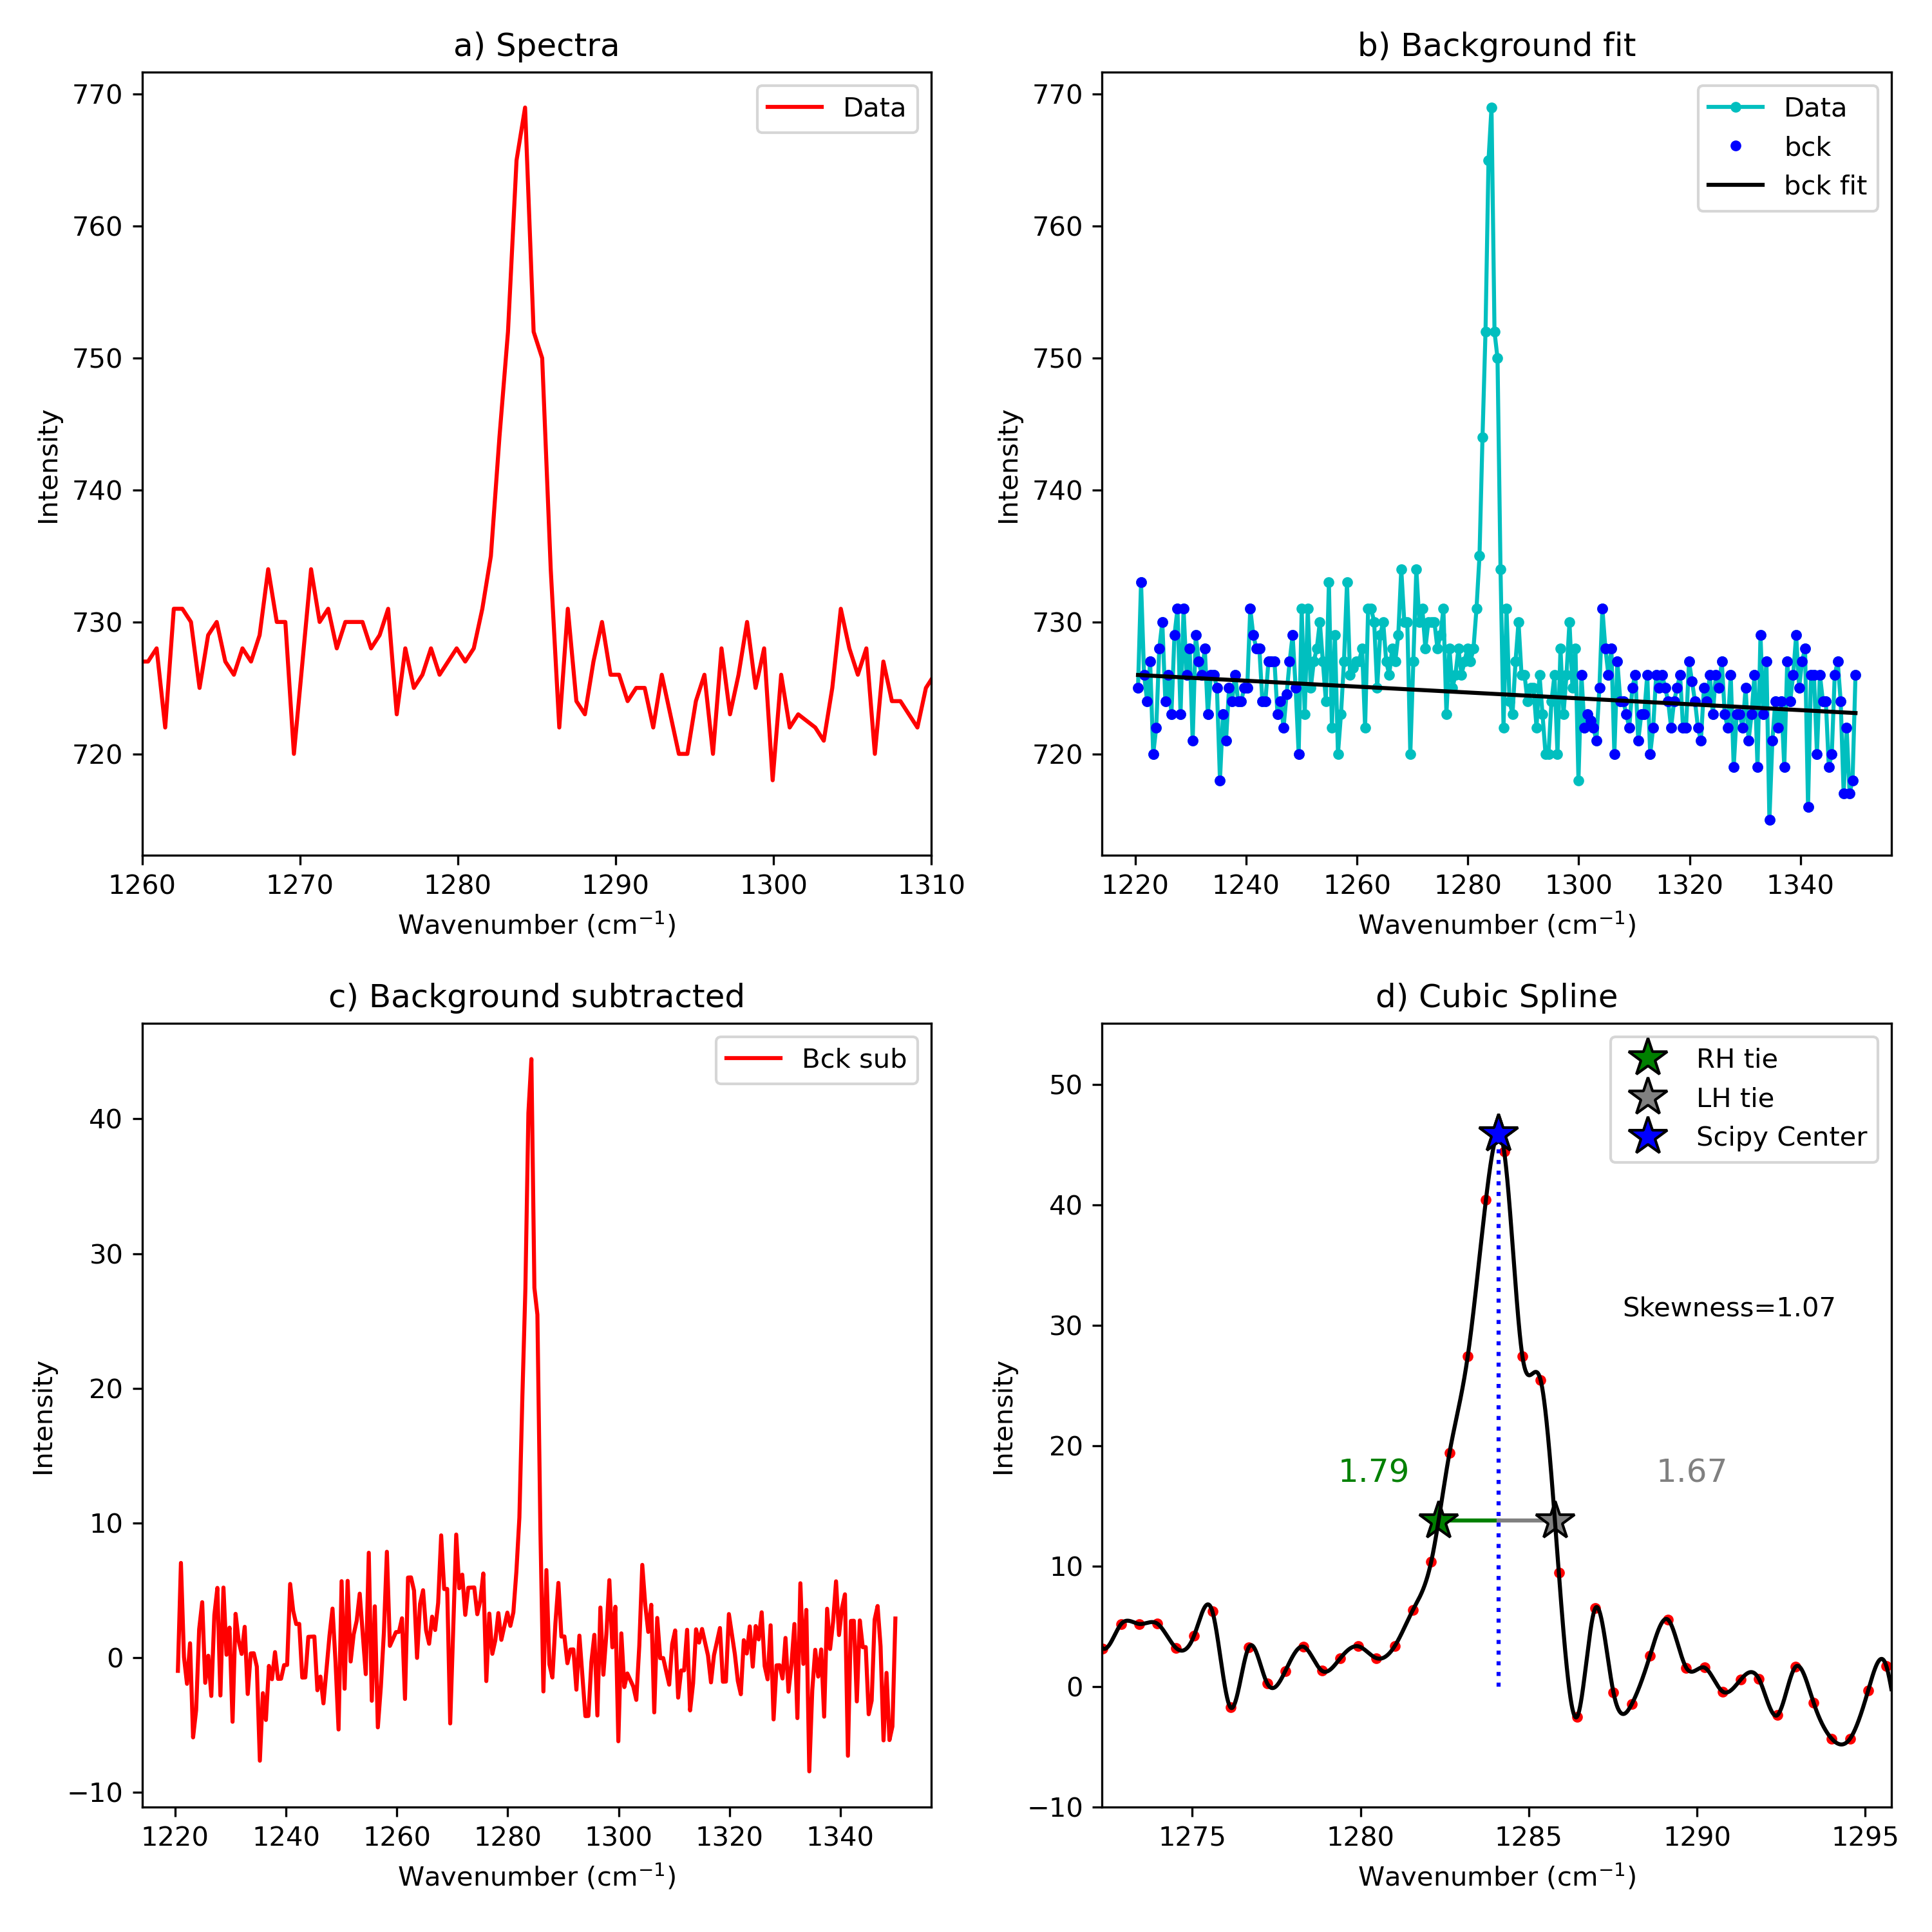 a) Spectra
770
760
750
740
730
720
Intensity
Data
1260
1270
1280
1290
1300
1310
Wavenumber (cm⁻¹)
b) Background fit
770
760
750
740
730
720
Intensity
Data
bck
bck fit
1220
1240
1260
1280
1300
1320
1340
Wavenumber (cm⁻¹)
c) Background subtracted
40
30
20
10
0
−10
Intensity
Bck sub
1220
1240
1260
1280
1300
1320
1340
Wavenumber (cm⁻¹)
d) Cubic Spline
50
40
30
20
10
0
−10
Intensity
RH tie
LH tie
Scipy Center
Skewness=1.07
1.79
1.67
1275
1280
1285
1290
1295
Wavenumber (cm⁻¹)